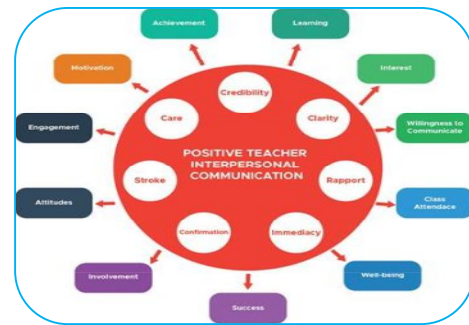 Achievement
Learning
Motivation
Interest
Credibility
Care
Clarity
Engagement
Willingness to
Communicate
POSITIVE TEACHER
INTERPERSONAL
COMMUNICATION
Stroke
Rapport
Attitudes
Class
Attendace
Confirmation
Immediacy
Involvement
Well-being
Success